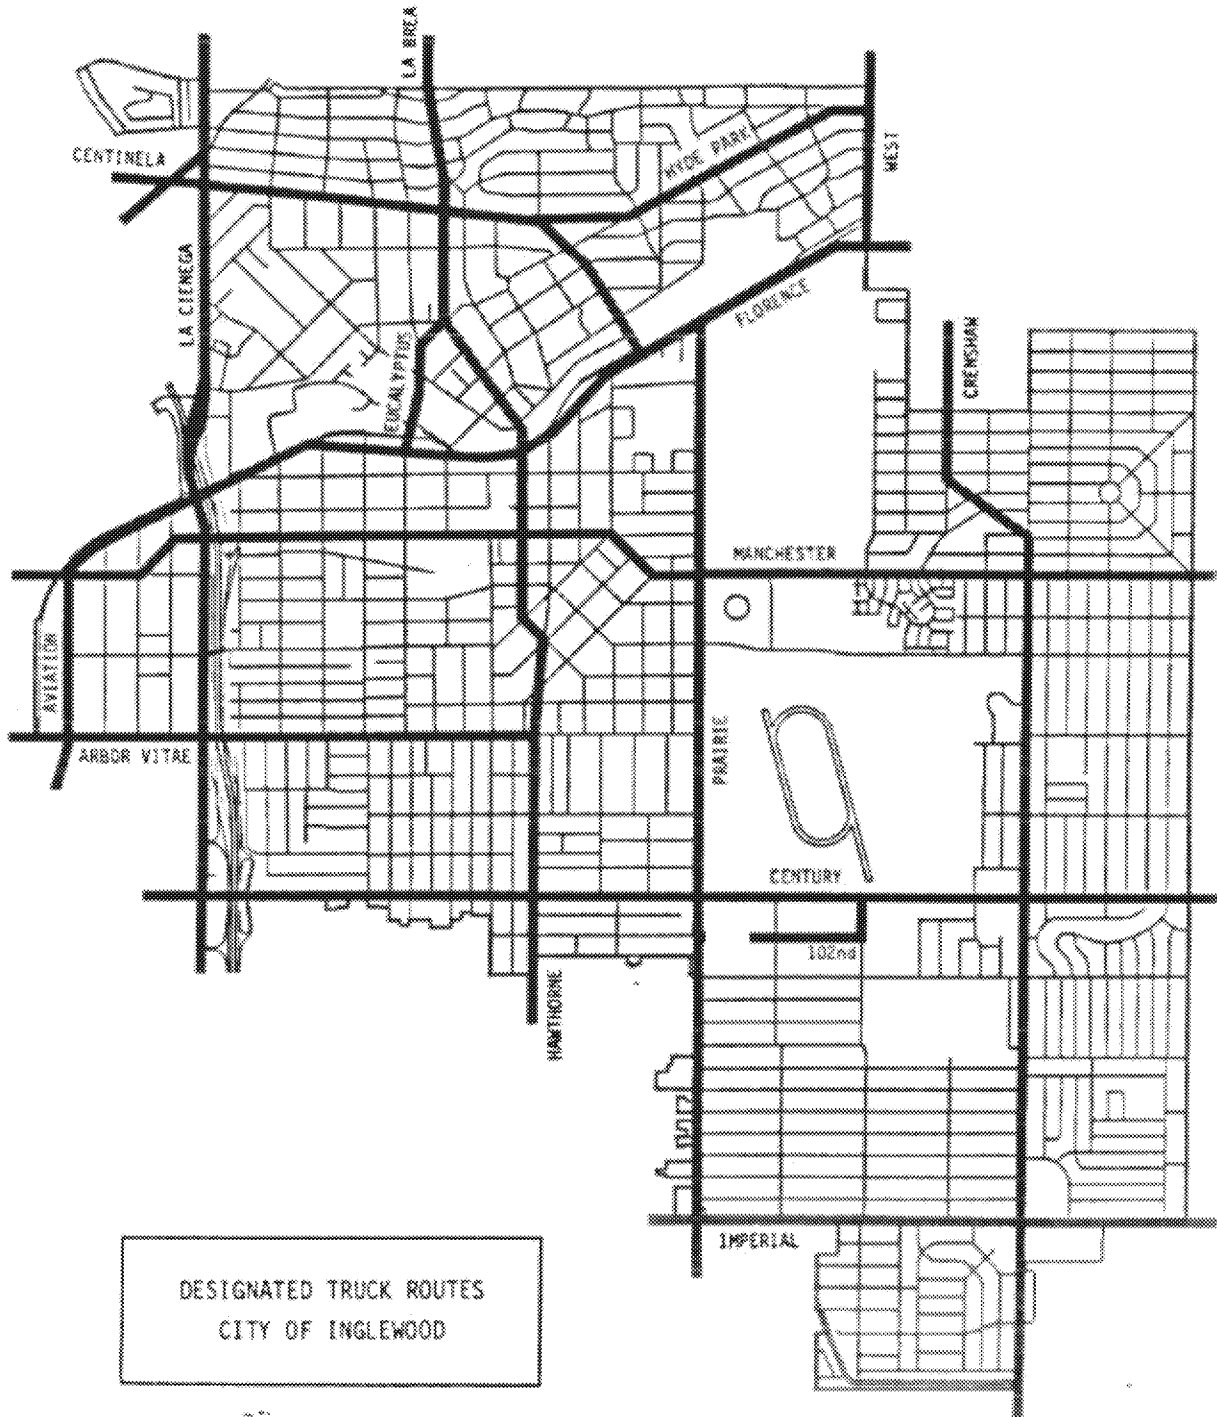 LA BREA
CENTINELA
HYDE PARK
WEST
LA CIENEGA
FLORENCE
EUCALYPTUS
CRENSHAW
MANCHESTER
AVIATION
ARBOR VITAE
PRAIRIE
CENTURY
102nd
HAWTHORNE
IMPERIAL
DESIGNATED TRUCK ROUTES
CITY OF INGLEWOOD